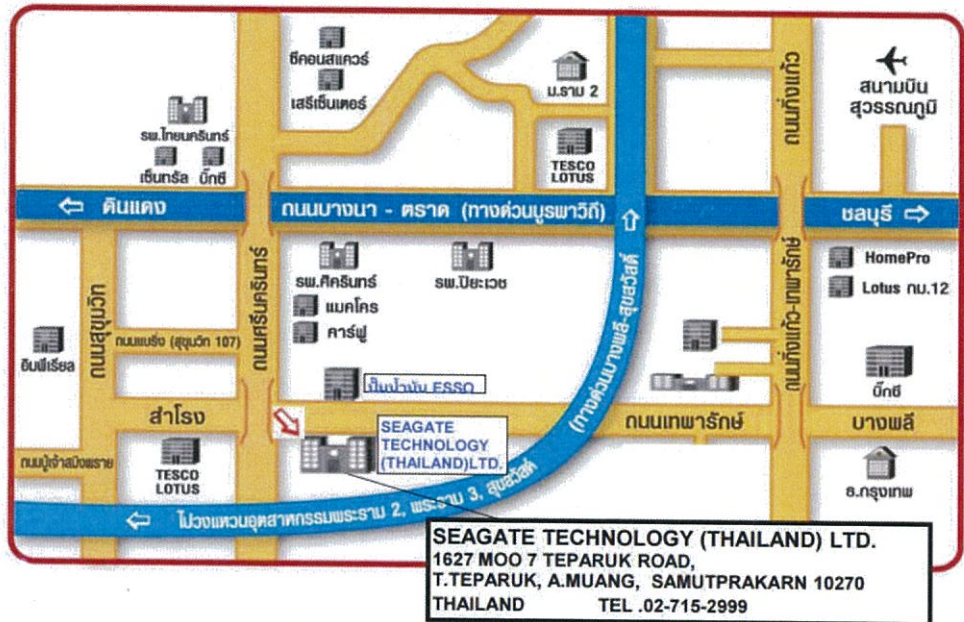 ซีคอนสแควร์
เสรีเซ็นเตอร์
ม.ราม 2
ถนนกิ่งแก้ว
สนามบิน
สุวรรณภูมิ
รพ.ไทยนครินทร์
เซ็นทรัล
บิ๊กซี
TESCO
LOTUS
ดินแดง
ถนนบางนา - ตราด (ทางด่วนบูรพาวิถี)
ชลบุรี
ถนนสุขุมวิท
ถนนศรีนครินทร์
รพ.ศิครินทร์
แมคโคร
คาร์ฟู
รพ.ปิยะเวช
(ทางด่วนบางพลี-สุขสวัสดิ์)
ถนนกิ่งแก้ว-เทพารักษ์
HomePro
Lotus กม.12
อิมพีเรียล
ถนนแบริ่ง (สุขุมวิท 107)
บิ๊กซี
ปั๊มน้ำมัน ESSO
สำโรง
ถนนเทพารักษ์
บางพลี
SEAGATE
TECHNOLOGY
(THAILAND)LTD.
ถนนปู่เจ้าสมิงพราย
TESCO
LOTUS
ธ.กรุงเทพ
ไปวงแหวนอุตสาหกรรมพระราม 2, พระราม 3, สุขสวัสดิ์
SEAGATE TECHNOLOGY (THAILAND) LTD.
1627 MOO 7 TEPARUK ROAD,
T.TEPARUK, A.MUANG, SAMUTPRAKARN 10270
THAILAND TEL .02-715-2999